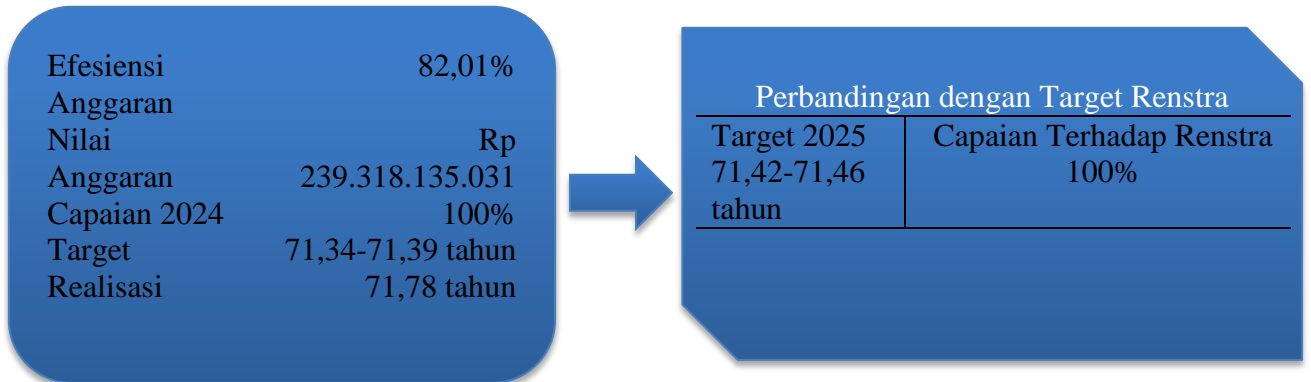 Efesiensi 82,01%
Anggaran
Nilai Rp
Anggaran 239.318.135.031
Capaian 2024 100%
Target 71,34-71,39 tahun
Realisasi 71,78 tahun
Perbandingan dengan Target Renstra
Target 2025 Capaian Terhadap Renstra
71,42-71,46 100%
tahun